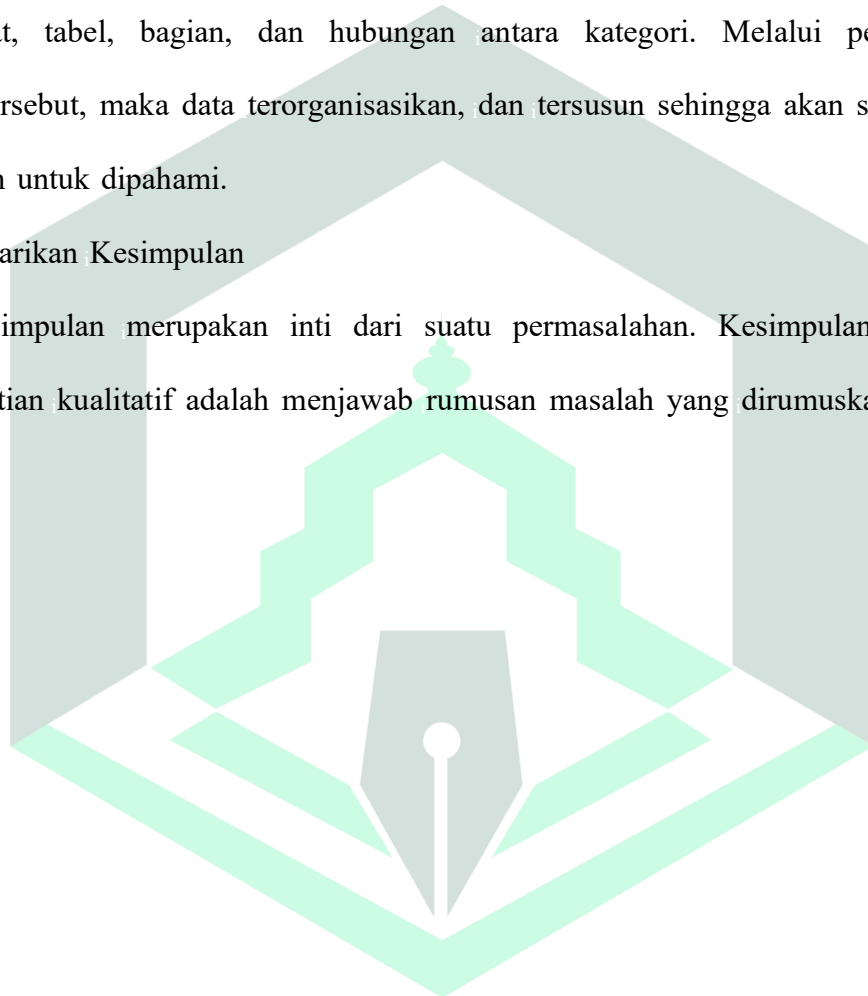 t, tabel, bagian, dan hubungan antara kategori. Melalui pe
rsebut, maka data terorganisasikan, dan tersusun sehingga akan s
n untuk dipahami.
arikan Kesimpulan
impulan merupakan inti dari suatu permasalahan. Kesimpulan
tian kualitatif adalah menjawab rumusan masalah yang dirumuska